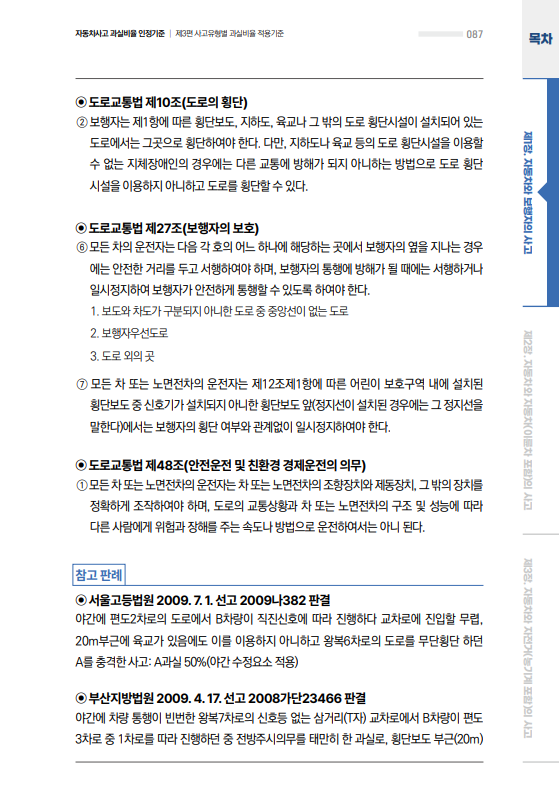 자동차사고 과실비율 인정기준 | 제3편 사고유형별 과실비율 적용기준
087
목차
◉ 도로교통법 제10조(도로의 횡단)
② 보행자는 제1항에 따른 횡단보도, 지하도, 육교나 그 밖의 도로 횡단시설이 설치되어 있는
도로에서는 그곳으로 횡단하여야 한다. 다만, 지하도나 육교 등의 도로 횡단시설을 이용할
수 없는 지체장애인의 경우에는 다른 교통에 방해가 되지 아니하는 방법으로 도로 횡단
시설을 이용하지 아니하고 도로를 횡단할 수 있다.
◉ 도로교통법 제27조(보행자의 보호)
⑥ 모든 차의 운전자는 다음 각 호의 어느 하나에 해당하는 곳에서 보행자의 옆을 지나는 경우
에는 안전한 거리를 두고 서행하여야 하며, 보행자의 통행에 방해가 될 때에는 서행하거나
일시정지하여 보행자가 안전하게 통행할 수 있도록 하여야 한다.
1. 보도와 차도가 구분되지 아니한 도로 중 중앙선이 없는 도로
2. 보행자우선도로
3. 도로 외의 곳
⑦ 모든 차 또는 노면전차의 운전자는 제12조제1항에 따른 어린이 보호구역 내에 설치된
횡단보도 중 신호기가 설치되지 아니한 횡단보도 앞(정지선이 설치된 경우에는 그 정지선을
말한다)에서는 보행자의 횡단 여부와 관계없이 일시정지하여야 한다.
◉ 도로교통법 제48조(안전운전 및 친환경 경제운전의 의무)
① 모든 차 또는 노면전차의 운전자는 차 또는 노면전차의 조향장치와 제동장치, 그 밖의 장치를
정확하게 조작하여야 하며, 도로의 교통상황과 차 또는 노면전차의 구조 및 성능에 따라
다른 사람에게 위험과 장해를 주는 속도나 방법으로 운전하여서는 아니 된다.
참고 판례
◉ 서울고등법원 2009. 7. 1. 선고 2009나382 판결
야간에 편도2차로의 도로에서 B차량이 직진신호에 따라 진행하다 교차로에 진입할 무렵,
20m부근에 육교가 있음에도 이를 이용하지 아니하고 왕복6차로의 도로를 무단횡단 하던
A를 충격한 사고: A과실 50%(야간 수정요소 적용)
◉ 부산지방법원 2009. 4. 17. 선고 2008가단23466 판결
야간에 차량 통행이 빈번한 왕복7차로의 신호등 없는 삼거리(T자) 교차로에서 B차량이 편도
3차로 중 1차로를 따라 진행하던 중 전방주시의무를 태만히 한 과실로, 횡단보도 부근(20m)
제1장. 자동차와 보행자의 사고
제2장. 자동차와 자동차(이륜차 포함)의 사고
제3장. 자동차와 자전거(농기계 포함)의 사고